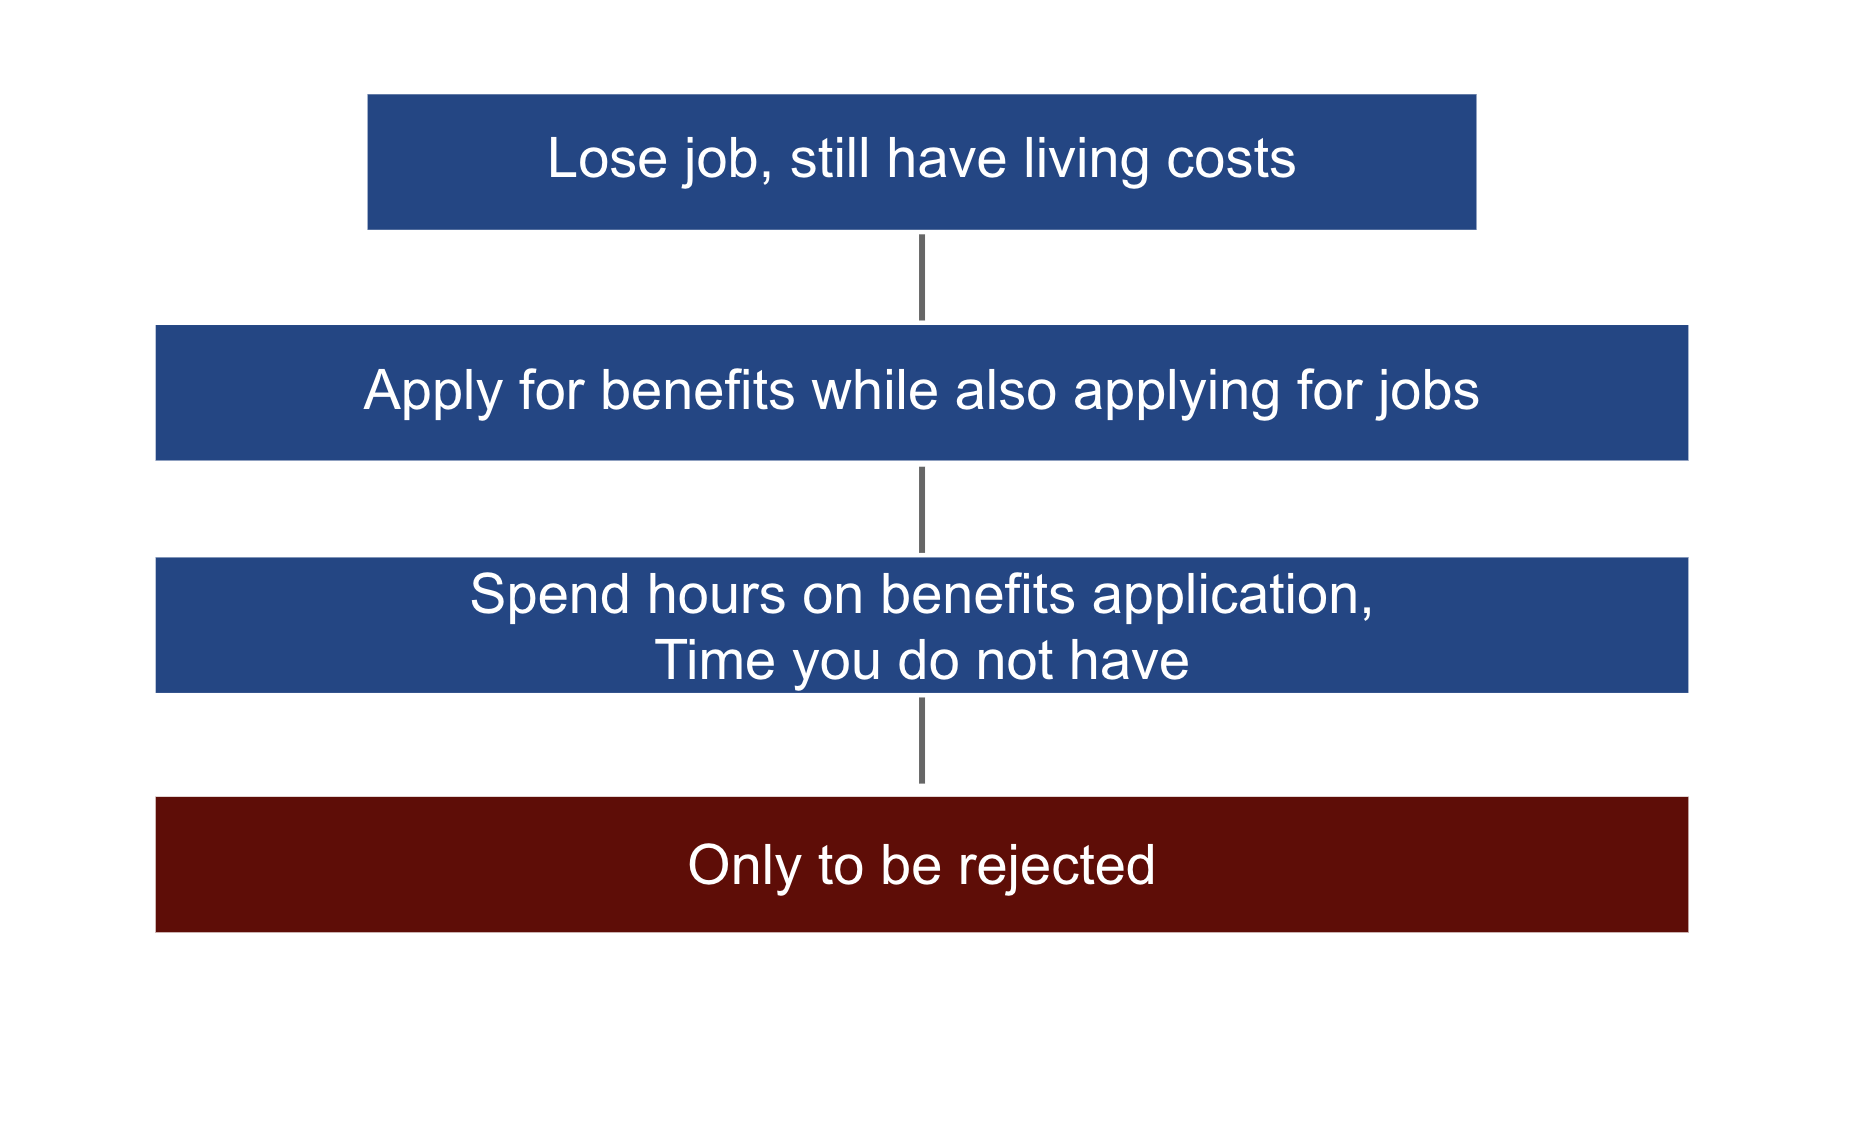 Lose job, still have living costs
Apply for benefits while also applying for jobs
Spend hours on benefits application,
Time you do not have
Only to be rejected